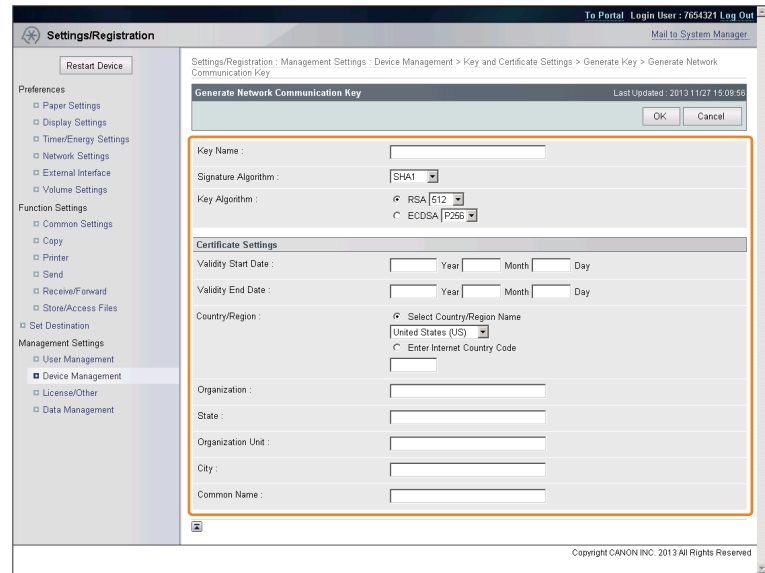 To Portal Login User : 7654321 Log Out
Settings/Registration
Mail to System Manager
Restart Device
Settings/Registration : Management Settings : Device Management > Key and Certificate Settings > Generate Key > Generate Network
Communication Key
Preferences
Paper Settings
Display Settings
Timer/Energy Settings
Network Settings
External Interface
Volume Settings
Function Settings
Common Settings
Copy
Printer
Send
Receive/Forward
Store/Access Files
Set Destination
Management Settings
User Management
Device Management
License/Other
Data Management
Generate Network Communication Key
Last Updated : 2013 11/27 15:09:56
OK Cancel
Key Name :
Signature Algorithm : SHA1
Key Algorithm : RSA 512
ECDSA P256
Certificate Settings
Validity Start Date : Year Month Day
Validity End Date : Year Month Day
Country/Region : Select Country/Region Name
United States (US)
Enter Internet Country Code
Organization :
State :
Organization Unit :
City :
Common Name :
Copyright CANON INC. 2013 All Rights Reserved